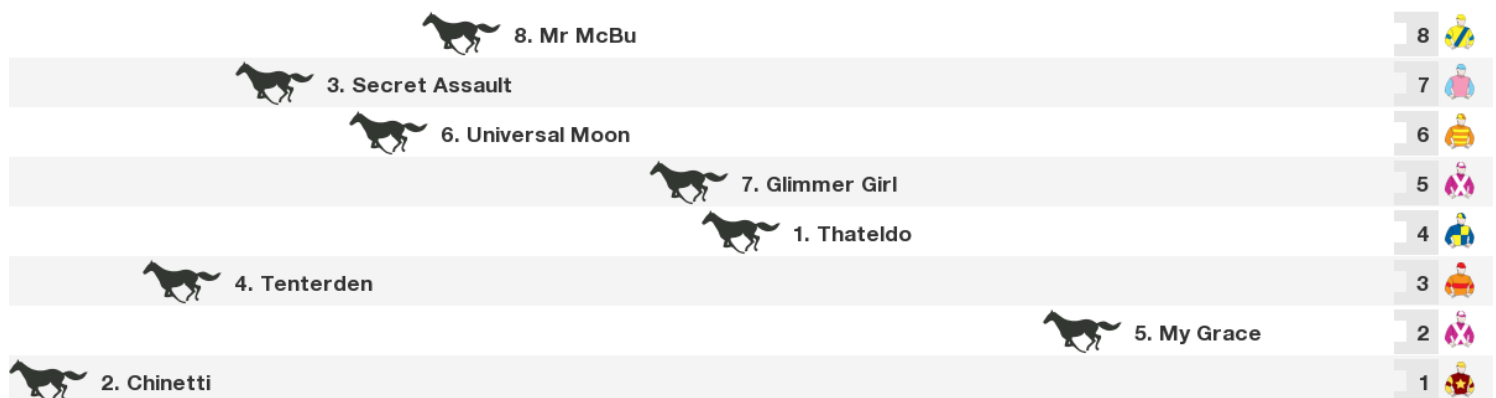 8. Mr McBu 8
3. Secret Assault 7
6. Universal Moon 6
7. Glimmer Girl 5
1. Thateldo 4
4. Tenterden 3
5. My Grace 2
2. Chinetti 1